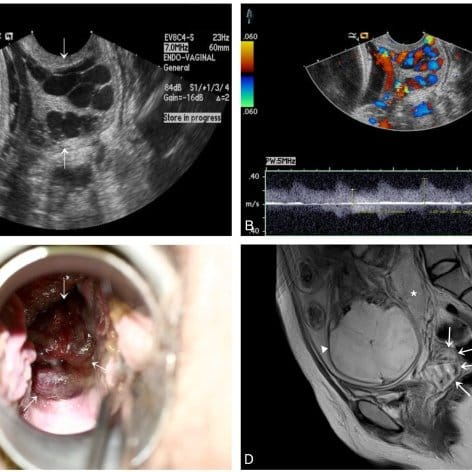 EV8C4-S 23Hz
7.0MHz 60mm
ENDO-VAGINAL
General
84dB S1/+1/3/4
Gain=-16dB Δ=2
Store in progress
.060
.060
B
PW:5MHz
.40
m/s
.40
*
D